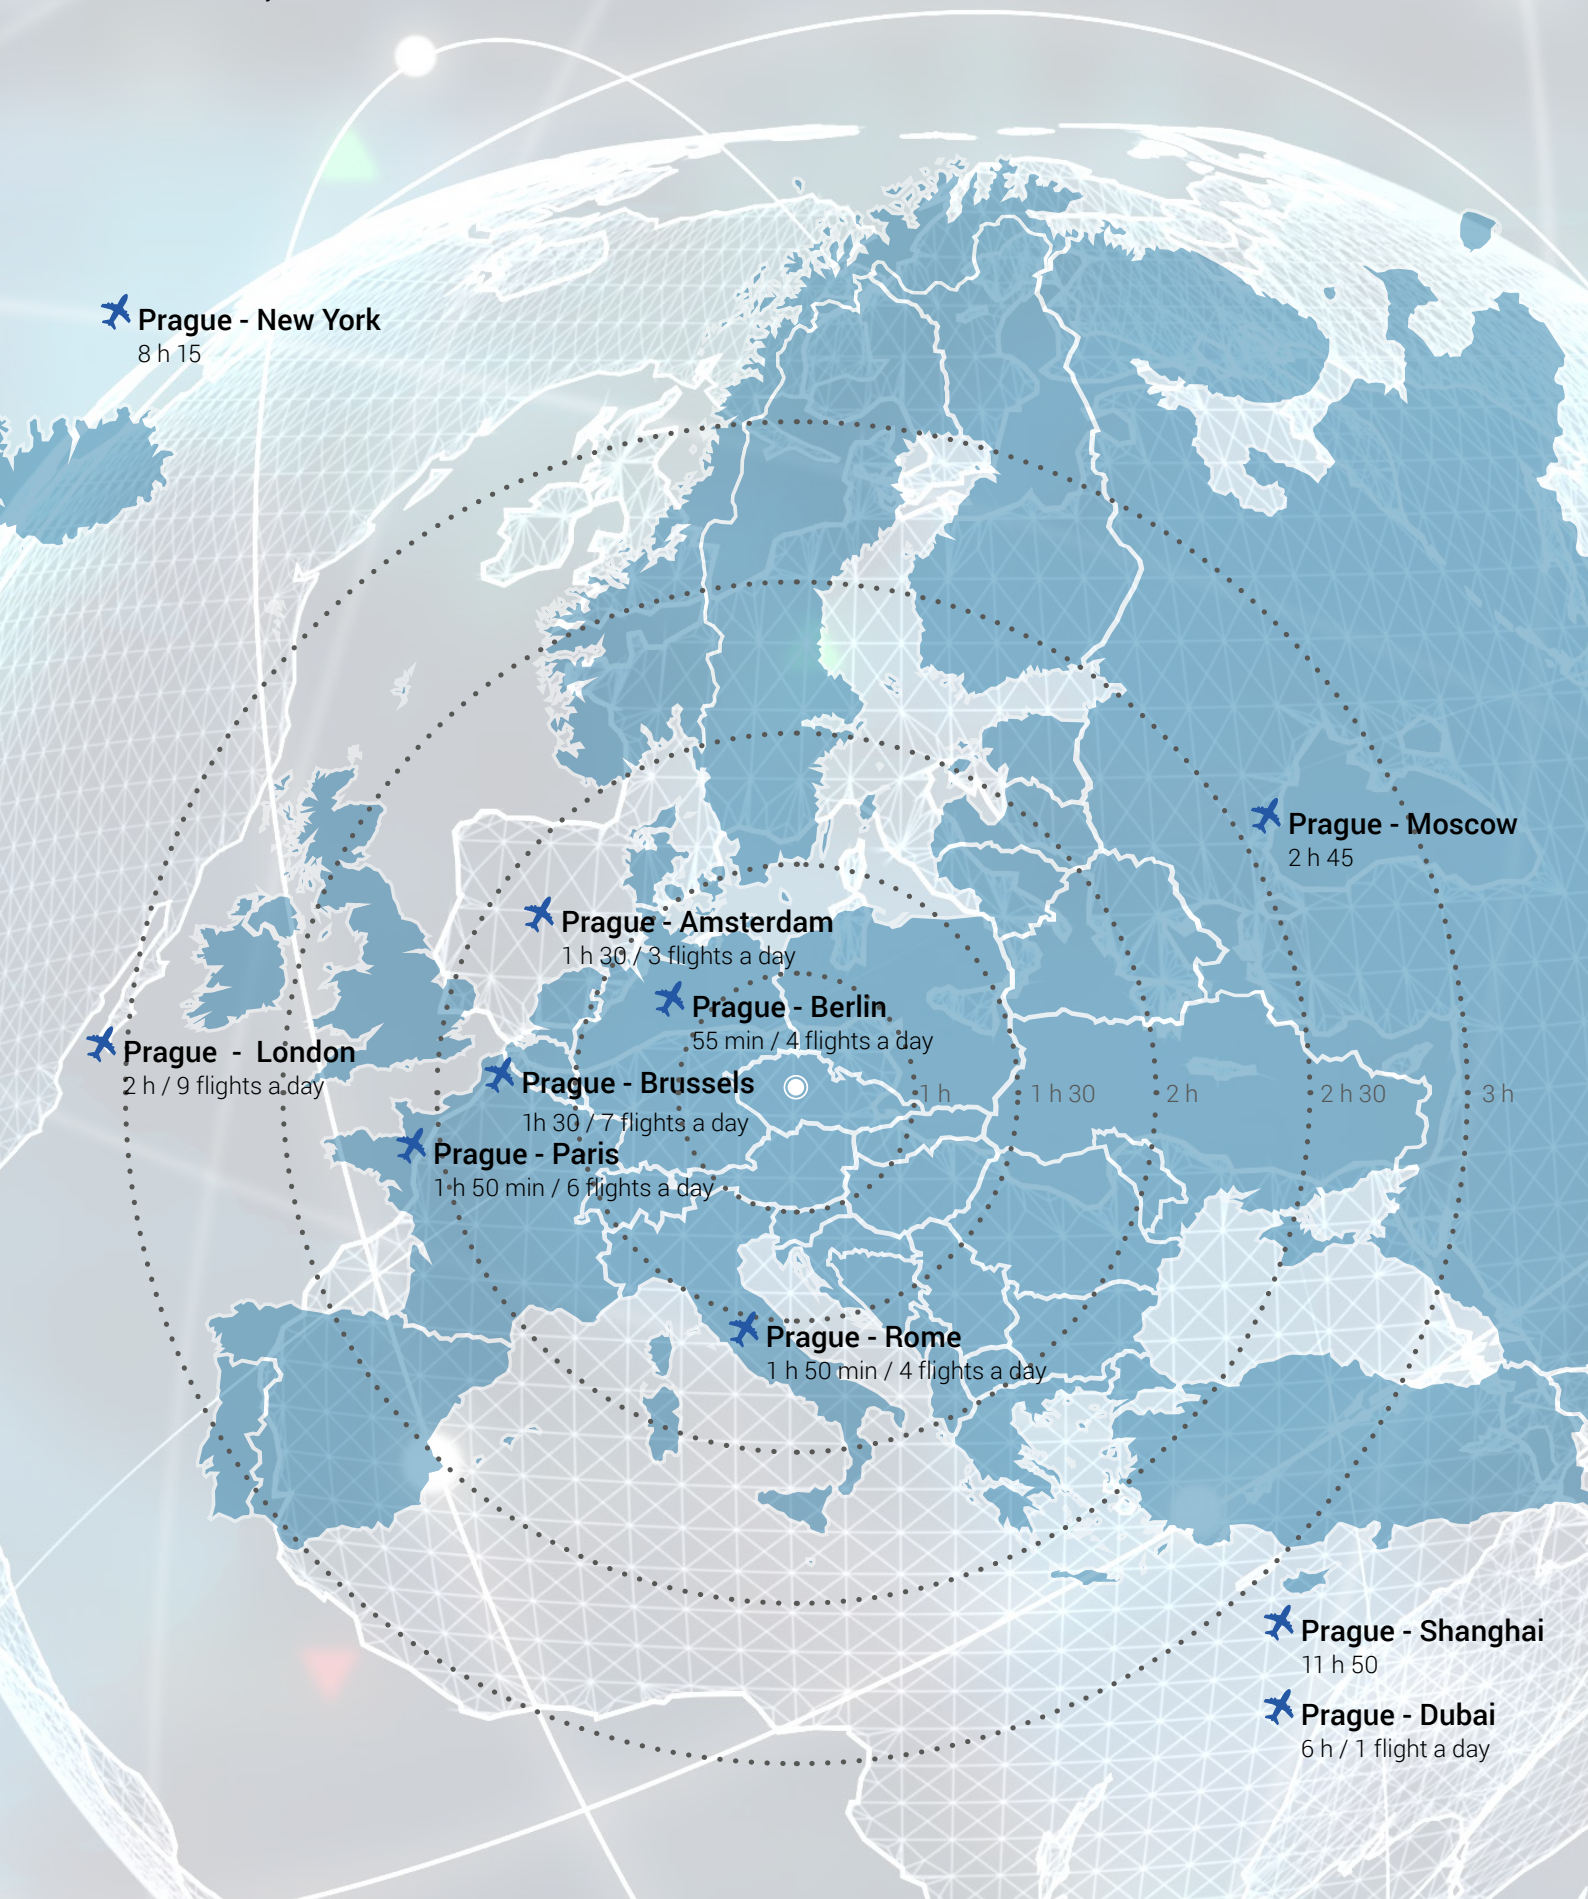 Prague - New York
8 h 15
Prague - Moscow
2 h 45
Prague - Amsterdam
1 h 30 / 3 flights a day
Prague - Berlin
55 min / 4 flights a day
Prague - London
2 h / 9 flights a day
Prague - Brussels
1h 30 / 7 flights a day
1 h
1 h 30
2 h
2 h 30
3 h
Prague - Paris
1 h 50 min / 6 flights a day
Prague - Rome
1 h 50 min / 4 flights a day
Prague - Shanghai
11 h 50
Prague - Dubai
6 h / 1 flight a day